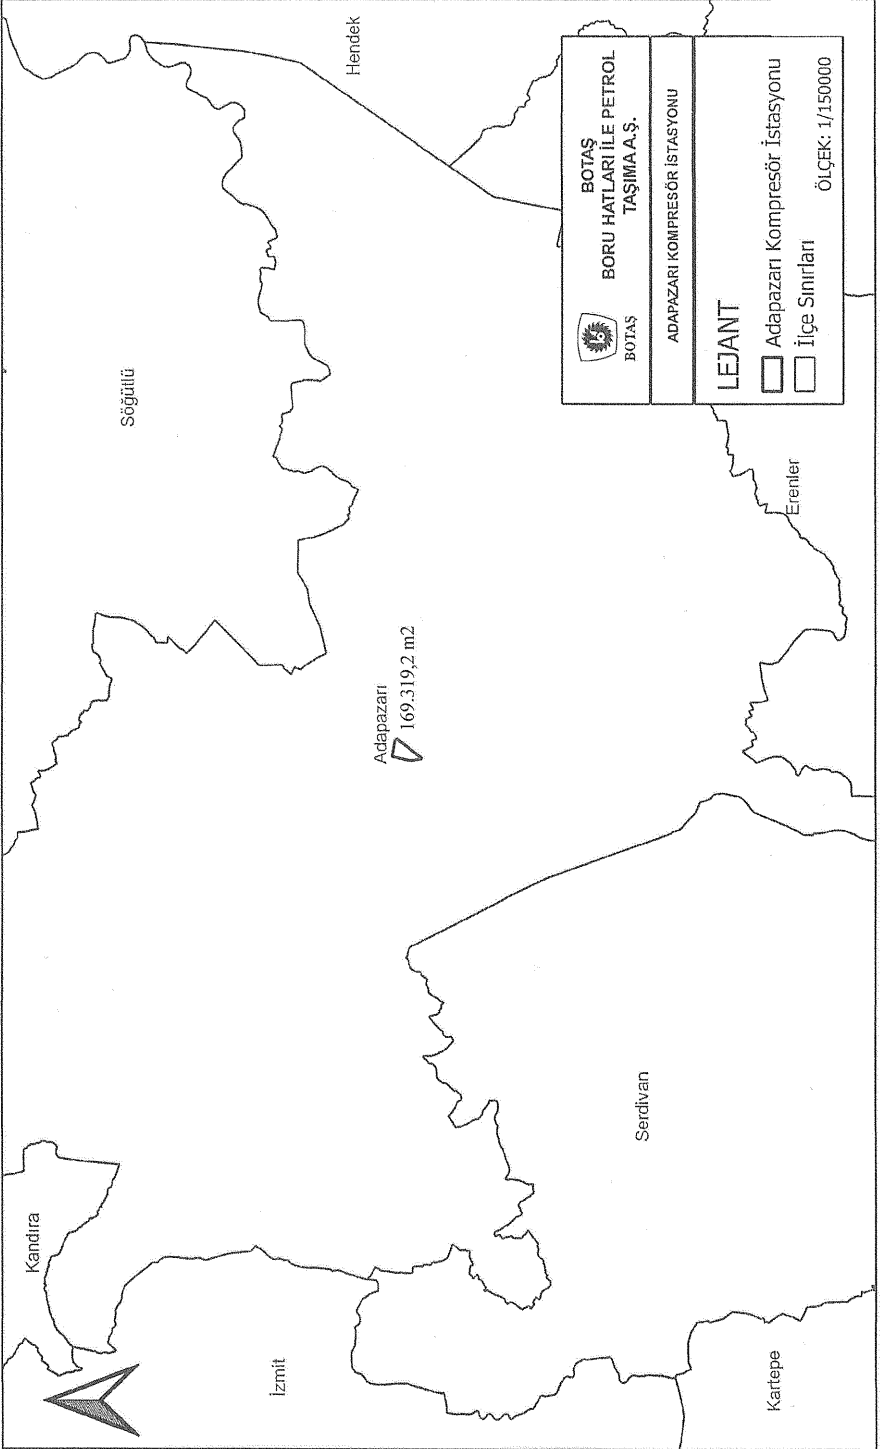 Kandıra
Söğütlü
İzmit
Hendek
Adapazarı
169.319,2 m2
Serdivan
Kartepe
Erenler
BOTAŞ
BOTAŞ
BORU HATLARI İLE PETROL
TAŞIMA A.Ş.
ADAPAZARI KOMPRESÖR İSTASYONU
LEJANT
Adapazarı Kompresör İstasyonu
İlçe Sınırları
ÖLÇEK: 1/150000